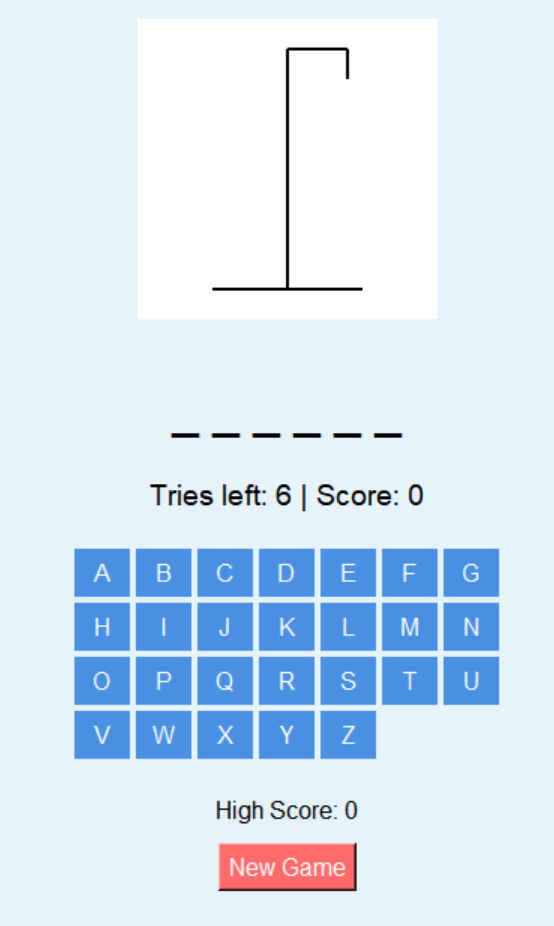 _ _ _ _ _ _
Tries left: 6 | Score: 0
A B C D E F G
H I J K L M N
O P Q R S T U
V W X Y Z
High Score: 0
New Game